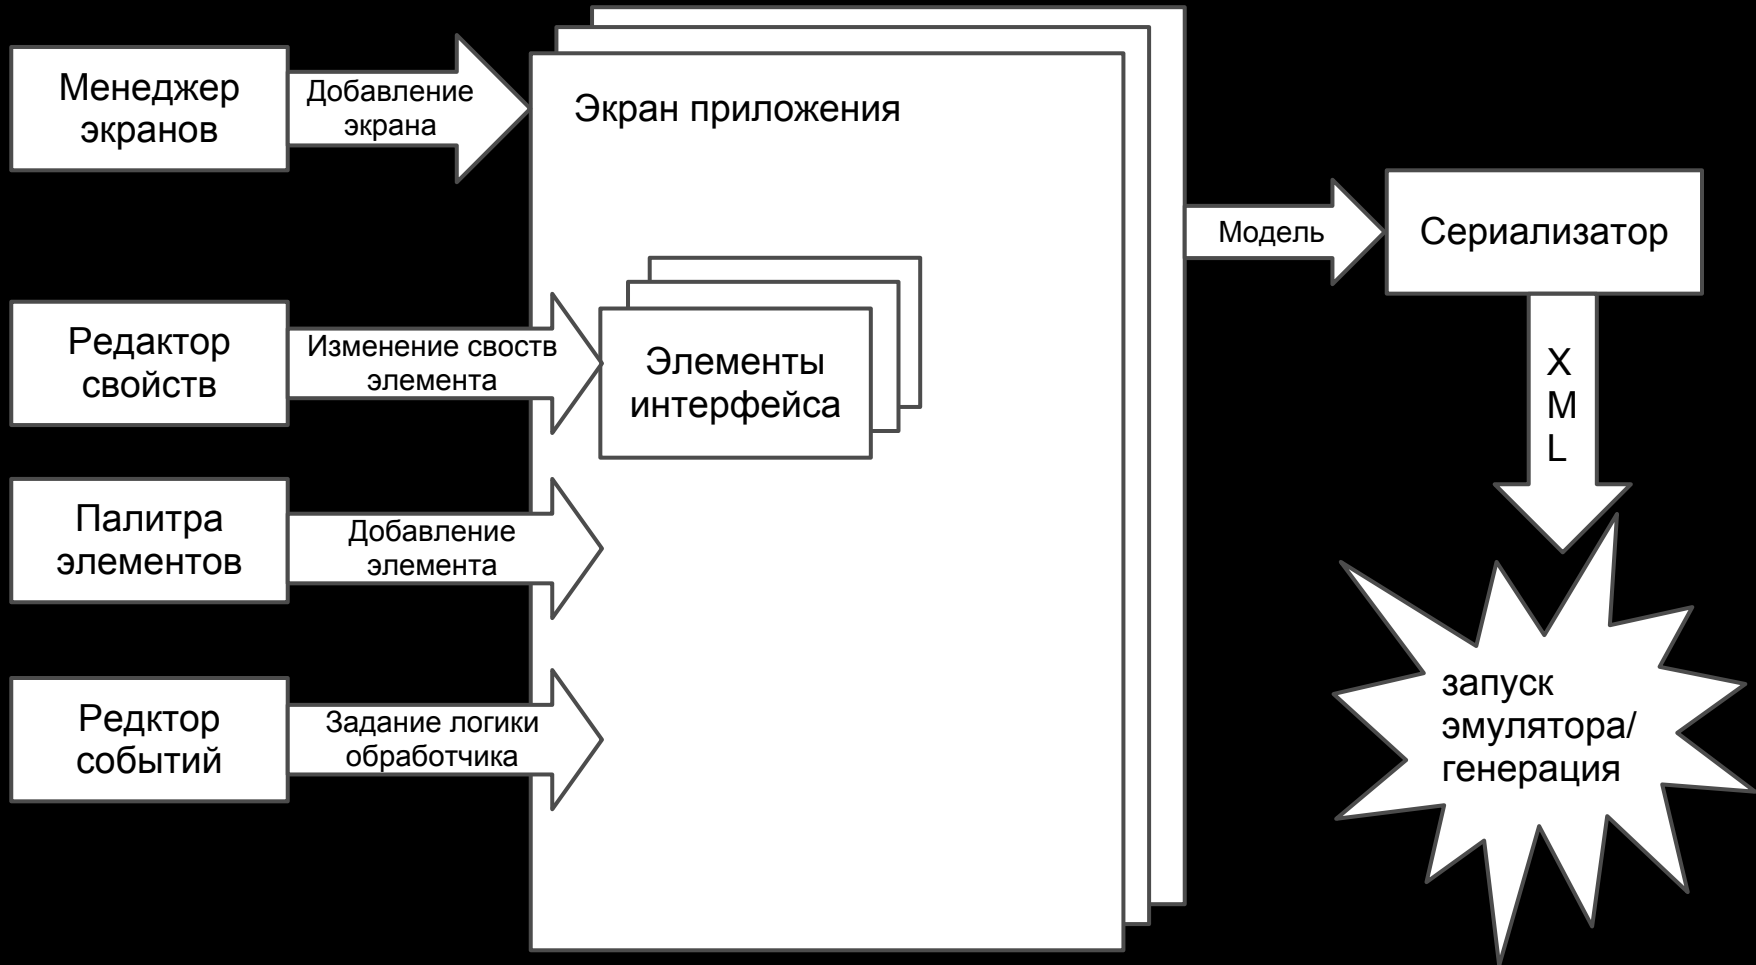 Менеджер
экранов
Добавление
экрана
Экран приложения
Модель
Сериализатор
Редактор
свойств
Изменение своств
элемента
Элементы
интерфейса
X
M
L
Палитра
элементов
Добавление
элемента
Редктор
событий
Задание логики
обработчика
запуск
эмулятора/
генерация